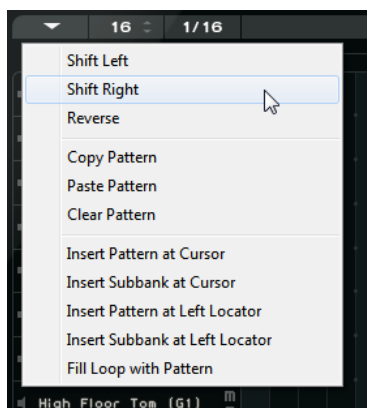 16 1/16
Shift Left
Shift Right
Reverse
Copy Pattern
Paste Pattern
Clear Pattern
Insert Pattern at Cursor
Insert Subbank at Cursor
Insert Pattern at Left Locator
Insert Subbank at Left Locator
Fill Loop with Pattern
High Floor Tom (G1) m